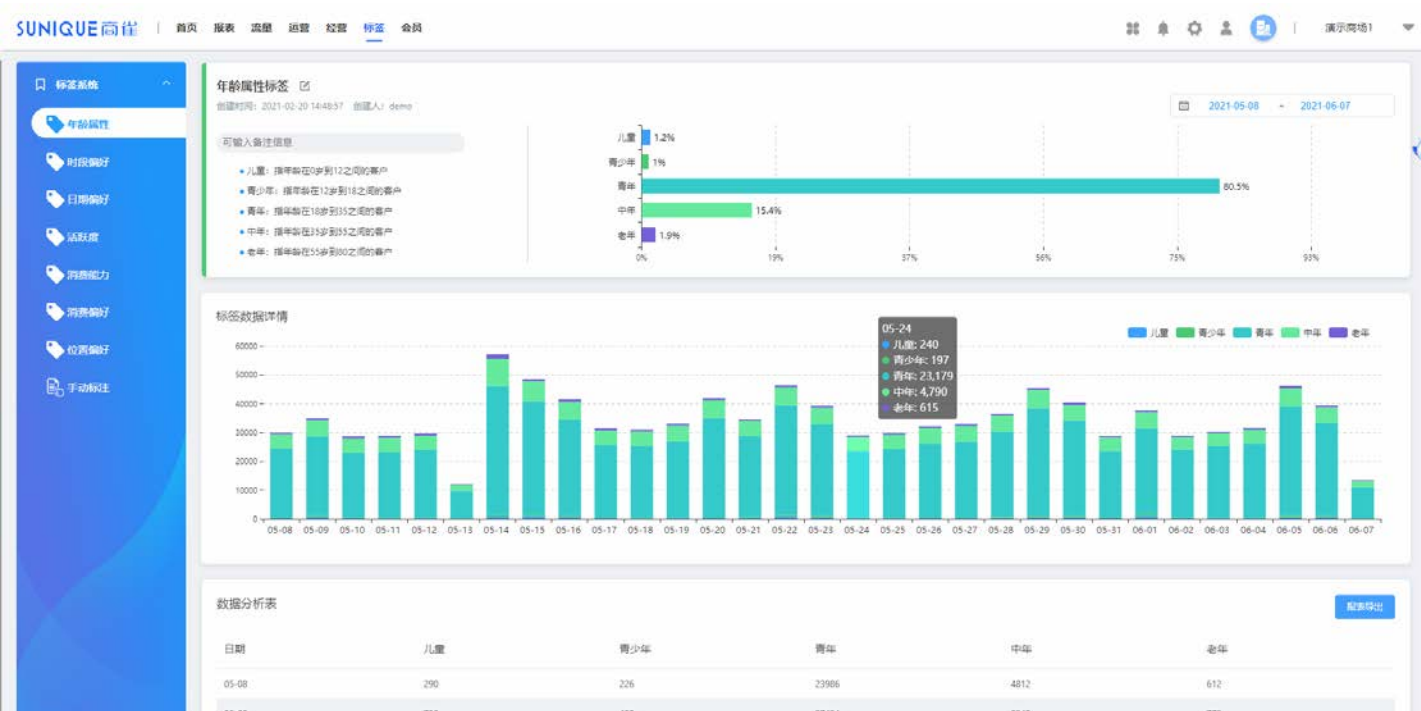 SUNIQUE商雀 首页 报表 流量 运营 经营 标签 会员 演示商场1
标签系统
年龄属性
时段偏好
日期偏好
活跃度
消费能力
消费偏好
位置偏好
手动标注
年龄属性标签
创建时间: 2021-02-20 14:48:57 创建人: demo
2021-05-08 ~ 2021-06-07
可输入备注信息
儿童：指年龄在0岁到12之间的客户
青少年：指年龄在12岁到18之间的客户
青年：指年龄在18岁到35之间的客户
中年：指年龄在35岁到55之间的客户
老年：指年龄在55岁到80之间的客户
儿童 1.2%
青少年 1%
青年 80.5%
中年 15.4%
老年 1.9%
0% 19% 37% 56% 75% 93%
标签数据详情
儿童 青少年 青年 中年 老年
05-24
儿童: 240
青少年: 197
青年: 23,179
中年: 4,790
老年: 615
60000
50000
40000
30000
20000
10000
0
05-08 05-09 05-10 05-11 05-12 05-13 05-14 05-15 05-16 05-17 05-18 05-19 05-20 05-21 05-22 05-23 05-24 05-25 05-26 05-27 05-28 05-29 05-30 05-31 06-01 06-02 06-03 06-04 06-05 06-06 06-07
数据分析表
报表导出
日期 儿童 青少年 青年 中年 老年
05-08 290 226 23986 4812 612